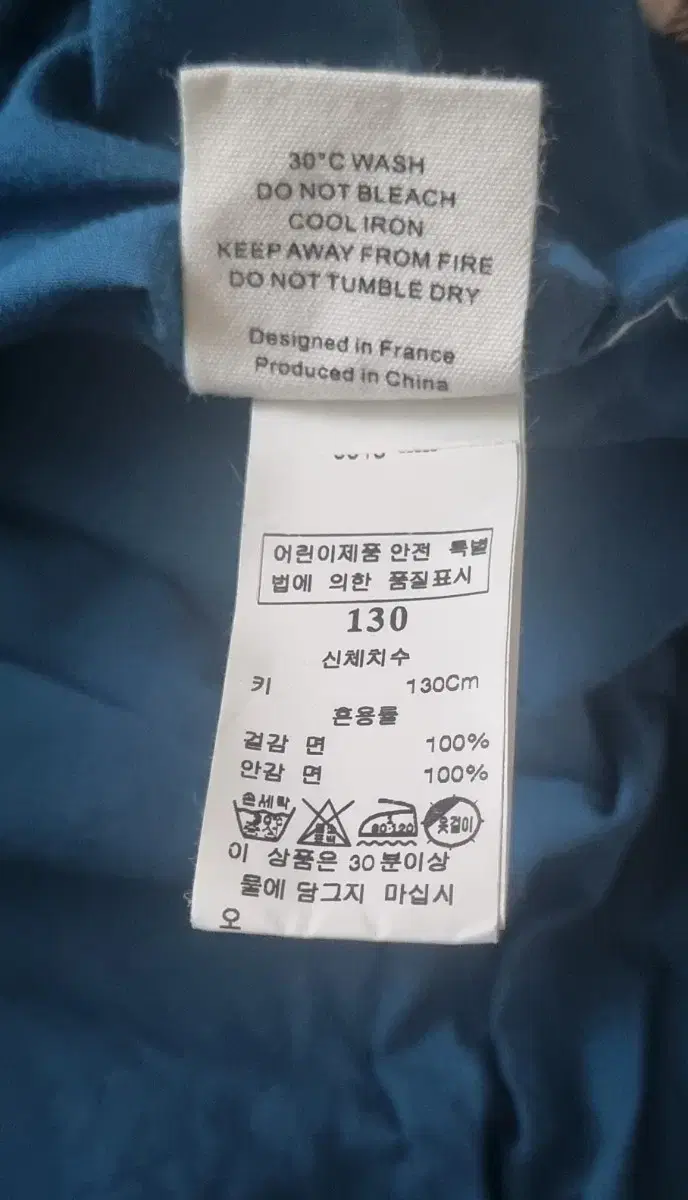 30°C WASH
DO NOT BLEACH
COOL IRON
KEEP AWAY FROM FIRE
DO NOT TUMBLE DRY
Designed in France
Produced in China
어린이제품 안전 특별
법에 의한 품질표시
130
신체치수
키 130Cm
혼용률
겉감 면 100%
안감 면 100%
손세탁
30℃
중성
80-120
옷걸이
이 상품은 30분이상
물에 담그지 마십시
오